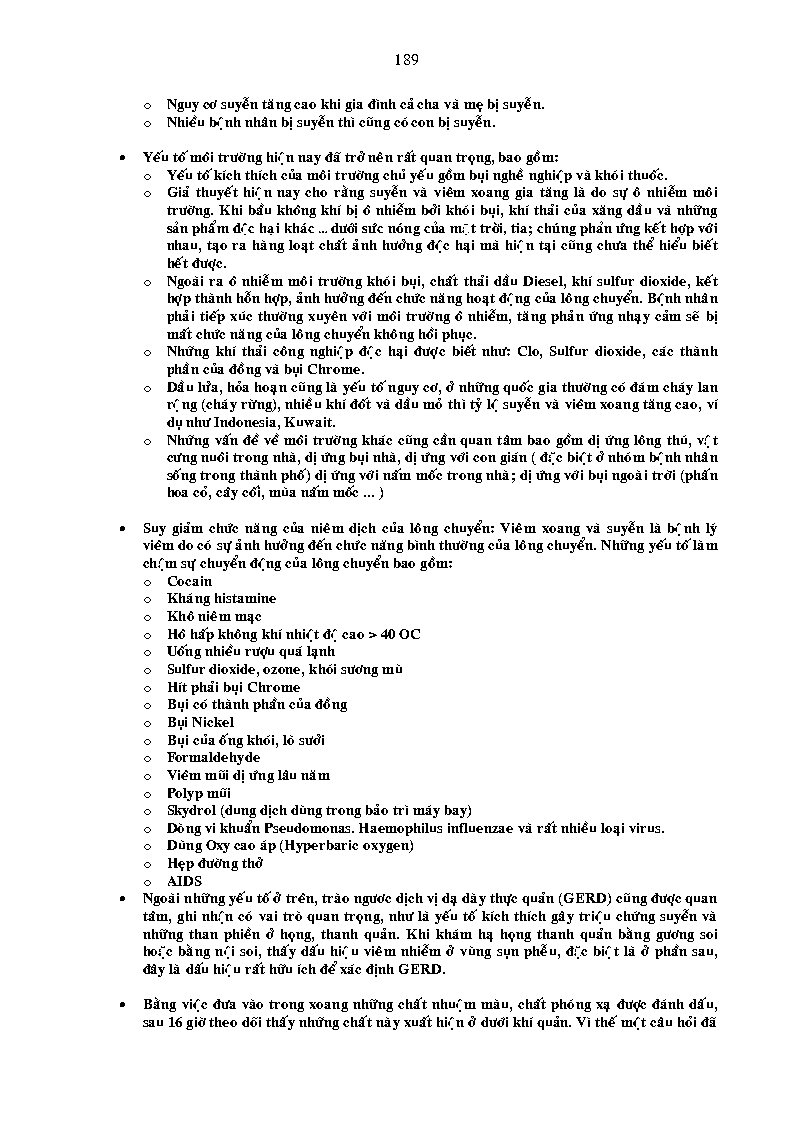 189
o Nguy cơ suyễn tăng cao khi gia đình cả cha và mẹ bị suyễn.
o Nhiều bệnh nhân bị suyễn thì cũng có con bị suyễn.
• Yếu tố môi trường hiện nay đã trở nên rất quan trọng, bao gồm:
o Yếu tố kích thích của môi trường chủ yếu gồm bụi nghề nghiệp và khói thuốc.
o Giả thuyết hiện nay cho rằng suyễn và viêm xoang gia tăng là do sự ô nhiễm môi
trường. Khi bầu không khí bị ô nhiễm bởi khói bụi, khí thải của xăng dầu và những
sản phẩm độc hại khác ... dưới sức nóng của mặt trời, tia; chúng phản ứng kết hợp với
nhau, tạo ra hàng loạt chất ảnh hưởng độc hại mà hiện tại cũng chưa thể hiểu biết
hết được.
o Ngoài ra ô nhiễm môi trường khói bụi, chất thải dầu Diesel, khí sulfur dioxide, kết
hợp thành hỗn hợp, ảnh hưởng đến chức năng hoạt động của lông chuyển. Bệnh nhân
phải tiếp xúc thường xuyên với môi trường ô nhiễm, tăng phản ứng nhạy cảm sẽ bị
mất chức năng của lông chuyển không hồi phục.
o Những khí thải công nghiệp độc hại được biết như: Clo, Sulfur dioxide, các thành
phần của đồng và bụi Chrome.
o Dầu lửa, hỏa hoạn cũng là yếu tố nguy cơ, ở những quốc gia thường có đám cháy lan
rộng (cháy rừng), nhiều khí đốt và dầu mỏ thì tỷ lệ suyễn và viêm xoang tăng cao, ví
dụ như Indonesia, Kuwait.
o Những vấn đề về môi trường khác cũng cần quan tâm bao gồm dị ứng lông thú, vật
cưng nuôi trong nhà, dị ứng bụi nhà, dị ứng với con gián ( đặc biệt ở nhóm bệnh nhân
sống trong thành phố) dị ứng với nấm mốc trong nhà; dị ứng với bụi ngoài trời (phấn
hoa cỏ, cây cối, mùa nấm mốc ... )
• Suy giảm chức năng của niêm dịch của lông chuyển: Viêm xoang và suyễn là bệnh lý
viêm do có sự ảnh hưởng đến chức năng bình thường của lông chuyển. Những yếu tố làm
chậm sự chuyển động của lông chuyển bao gồm:
o Cocain
o Kháng histamine
o Khô niêm mạc
o Hô hấp không khí nhiệt độ cao > 40 OC
o Uống nhiều rượu quá lạnh
o Sulfur dioxide, ozone, khói sương mù
o Hít phải bụi Chrome
o Bụi có thành phần của đồng
o Bụi Nickel
o Bụi của ống khói, lò sưởi
o Formaldehyde
o Viêm mũi dị ứng lâu năm
o Polyp mũi
o Skydrol (dung dịch dùng trong bảo trì máy bay)
o Dòng vi khuẩn Pseudomonas. Haemophilus influenzae và rất nhiều loại virus.
o Dùng Oxy cao áp (Hyperbaric oxygen)
o Hẹp đường thở
o AIDS
• Ngoài những yếu tố ở trên, trào ngươc dịch vị dạ dày thực quản (GERD) cũng được quan
tâm, ghi nhận có vai trò quan trọng, như là yếu tố kích thích gây triệu chứng suyễn và
những than phiền ở họng, thanh quản. Khi khám hạ họng thanh quản bằng gương soi
hoặc bằng nội soi, thấy dấu hiệu viêm nhiễm ở vùng sụn phễu, đặc biệt là ở phần sau,
đây là dấu hiệu rất hữu ích để xác định GERD.
• Bằng việc đưa vào trong xoang những chất nhuộm màu, chất phóng xạ được đánh dấu,
sau 16 giờ theo dõi thấy những chất này xuất hiện ở dưới khí quản. Vì thế một câu hỏi đã